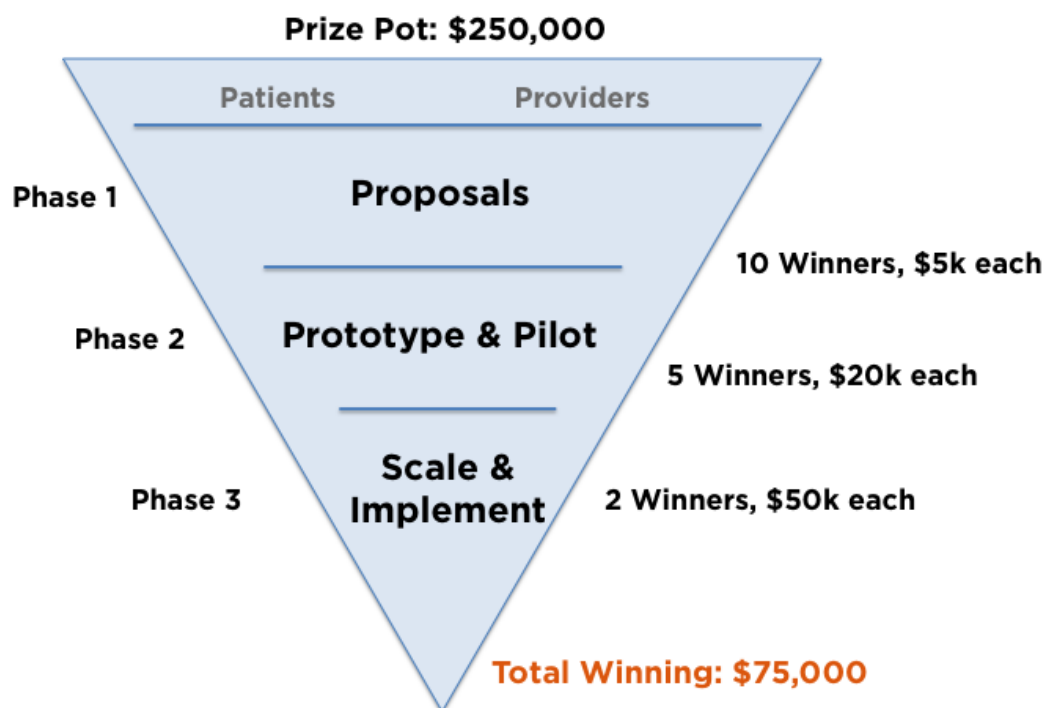 Prize Pot: $250,000
Patients Providers
Phase 1
Proposals
10 Winners, $5k each
Phase 2
Prototype & Pilot
5 Winners, $20k each
Scale &
Implement
Phase 3
2 Winners, $50k each
Total Winning: $75,000